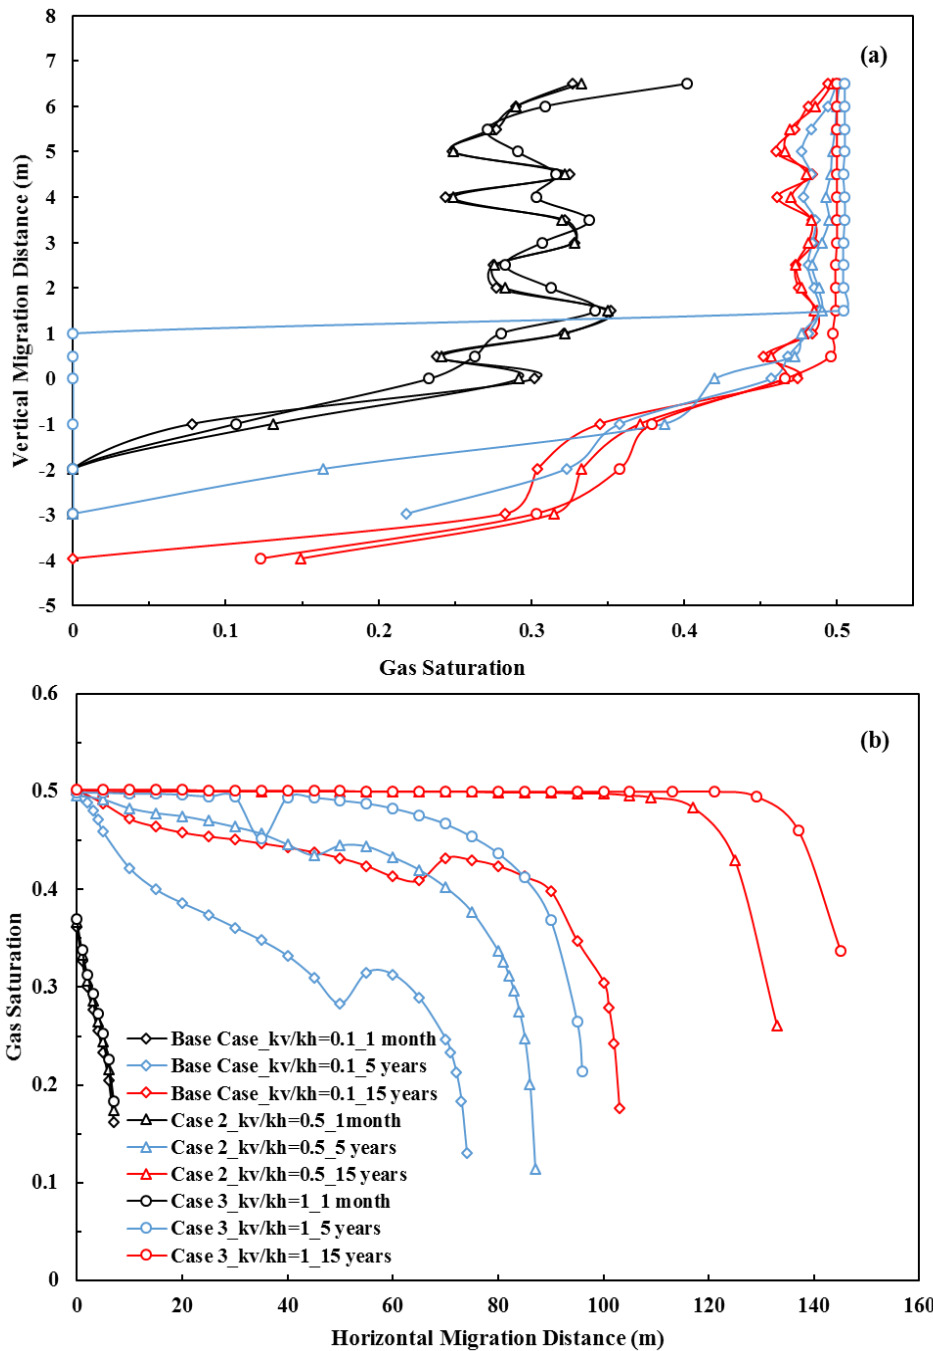 8
7
6
5
4
3
2
1
0
-1
-2
-3
-4
-5
Vertical Migration Distance (m)
(a)
0
0.1
0.2
0.3
0.4
0.5
Gas Saturation
0.6
0.5
0.4
0.3
0.2
0.1
0
Gas Saturation
(b)
Base Case_kv/kh=0.1_1 month
Base Case_kv/kh=0.1_5 years
Base Case_kv/kh=0.1_15 years
Case 2_kv/kh=0.5_1month
Case 2_kv/kh=0.5_5 years
Case 2_kv/kh=0.5_15 years
Case 3_kv/kh=1_1 month
Case 3_kv/kh=1_5 years
Case 3_kv/kh=1_15 years
0
20
40
60
80
100
120
140
160
Horizontal Migration Distance (m)